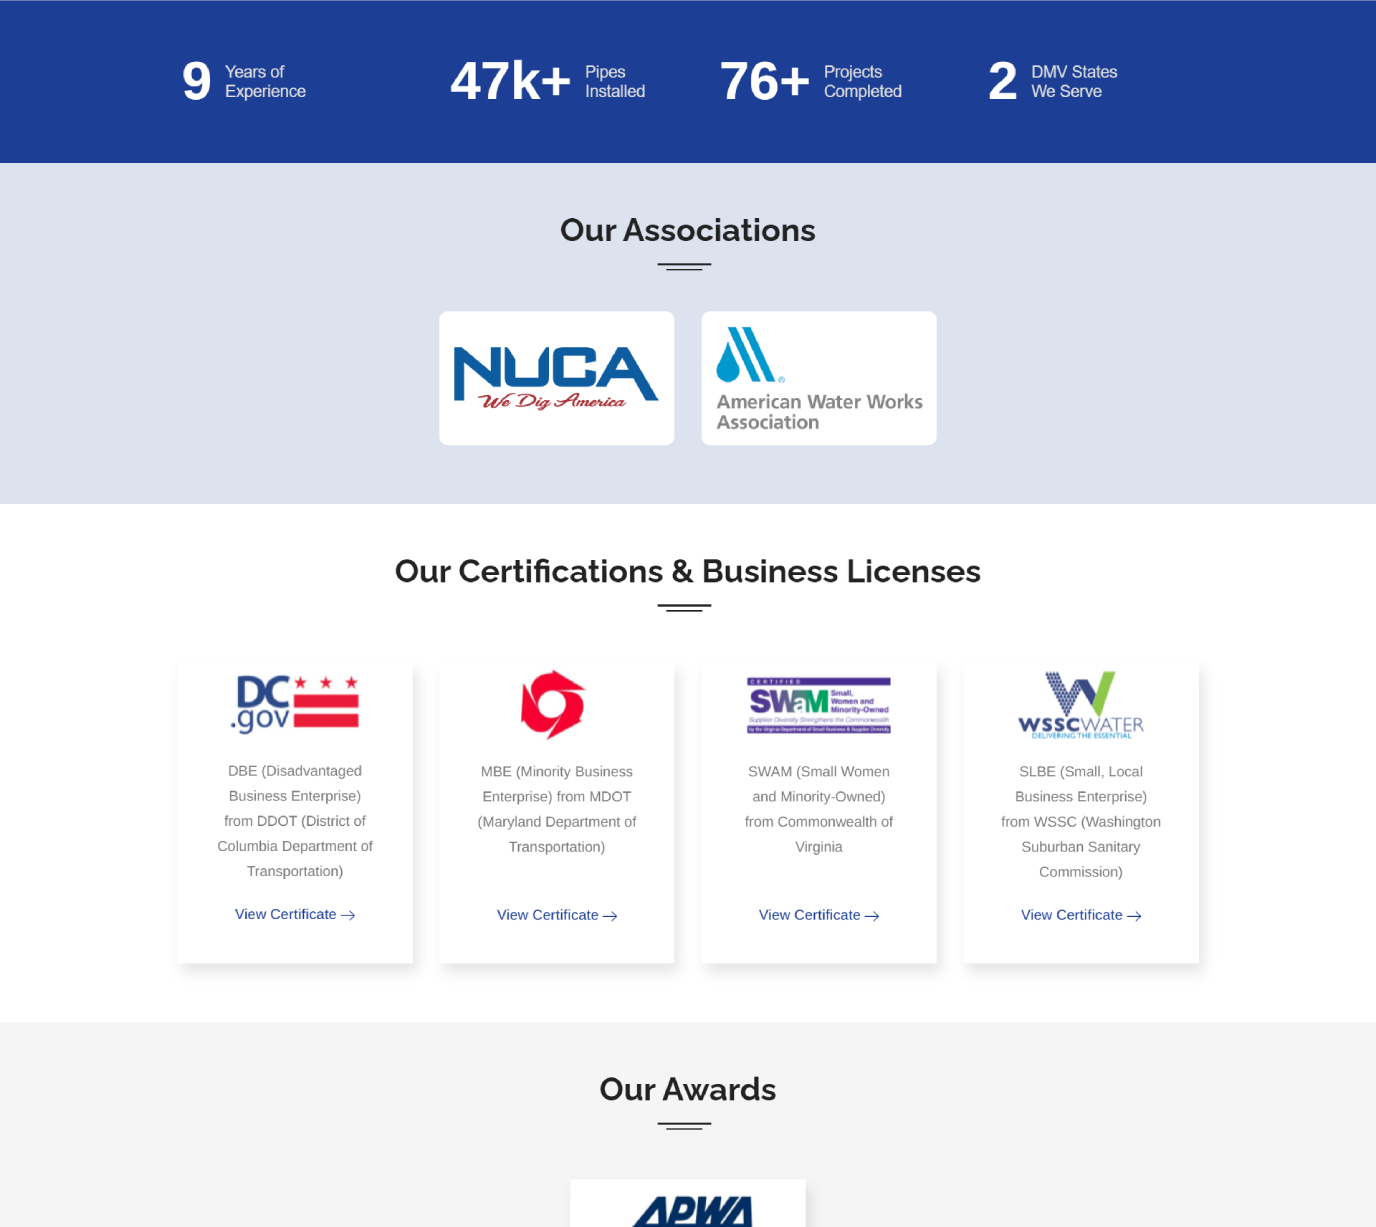 9 Years of
Experience
47k+ Pipes
Installed
76+ Projects
Completed
2 DMV States
We Serve
Our Associations
NUCA
We Dig America
®
American Water Works
Association
Our Certifications & Business Licenses
DC
.gov
DBE (Disadvantaged
Business Enterprise)
from DDOT (District of
Columbia Department of
Transportation)
View Certificate →
MBE (Minority Business
Enterprise) from MDOT
(Maryland Department of
Transportation)
View Certificate →
CERTIFIED
SWaM Small,
Women and
Minority-Owned
Supplier Diversity Strengthens the Commonwealth
by the Virginia Department of Small Business & Supplier Diversity
SWAM (Small Women
and Minority-Owned)
from Commonwealth of
Virginia
View Certificate →
WSSCWATER
DELIVERING THE ESSENTIAL
SLBE (Small, Local
Business Enterprise)
from WSSC (Washington
Suburban Sanitary
Commission)
View Certificate →
Our Awards
APWA